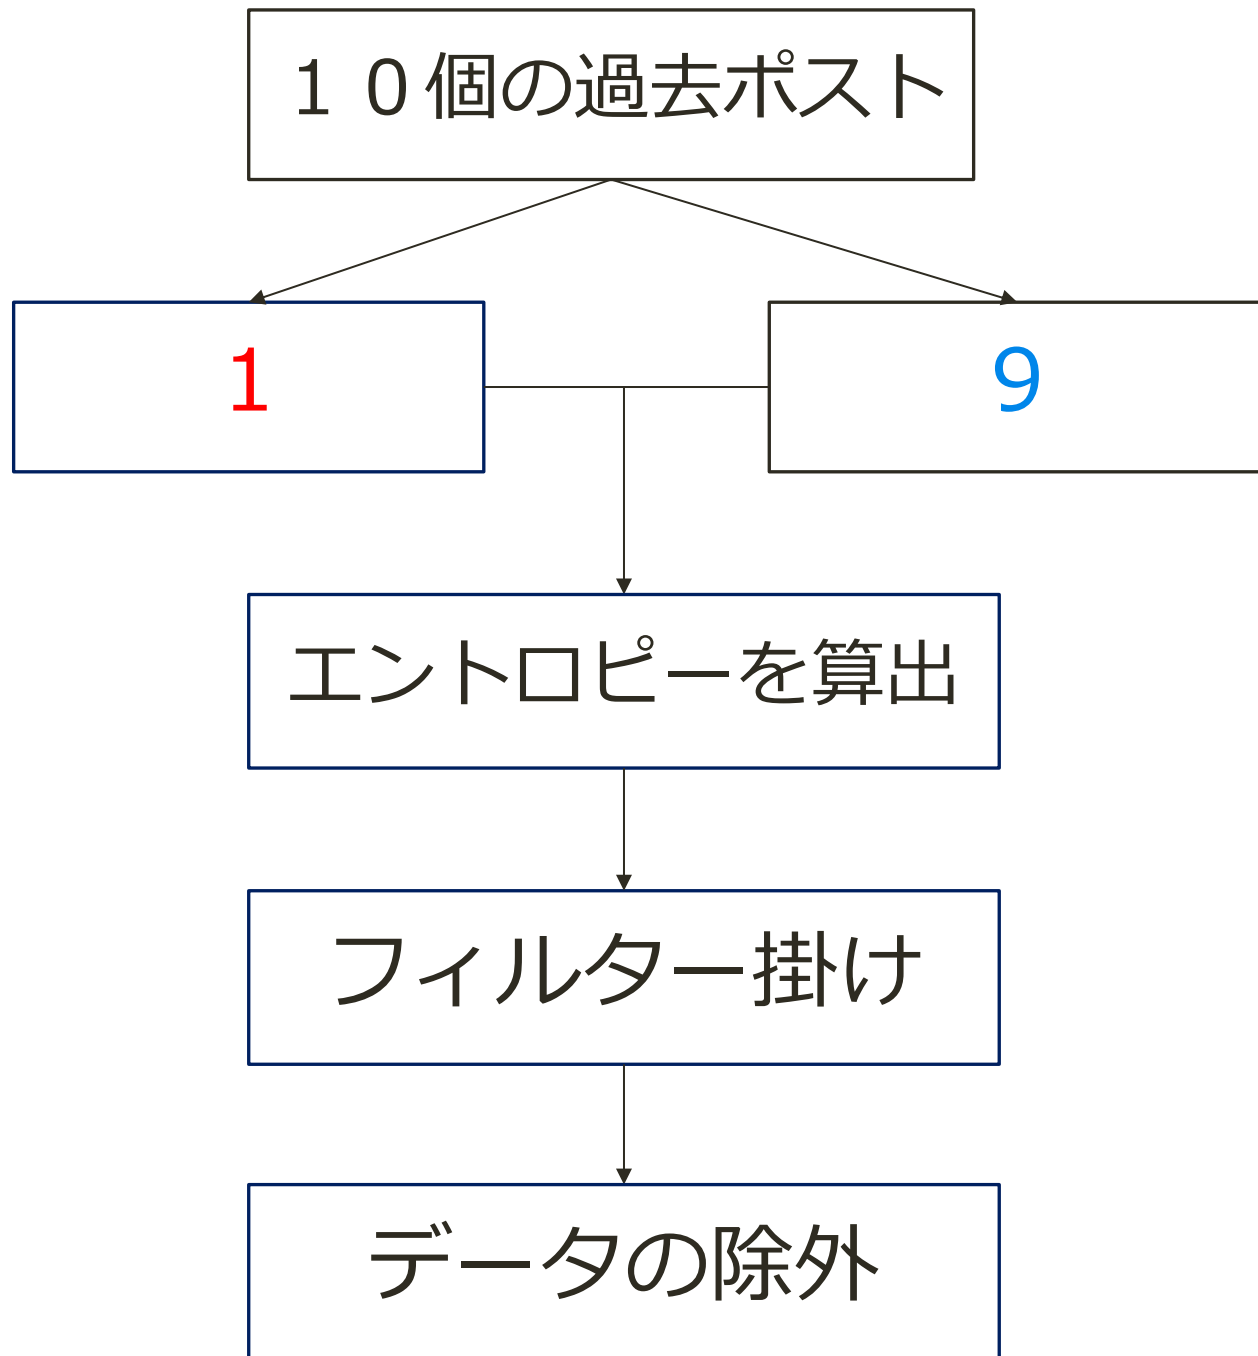 １０個の過去ポスト
1
9
エントロピーを算出
フィルター掛け
データの除外